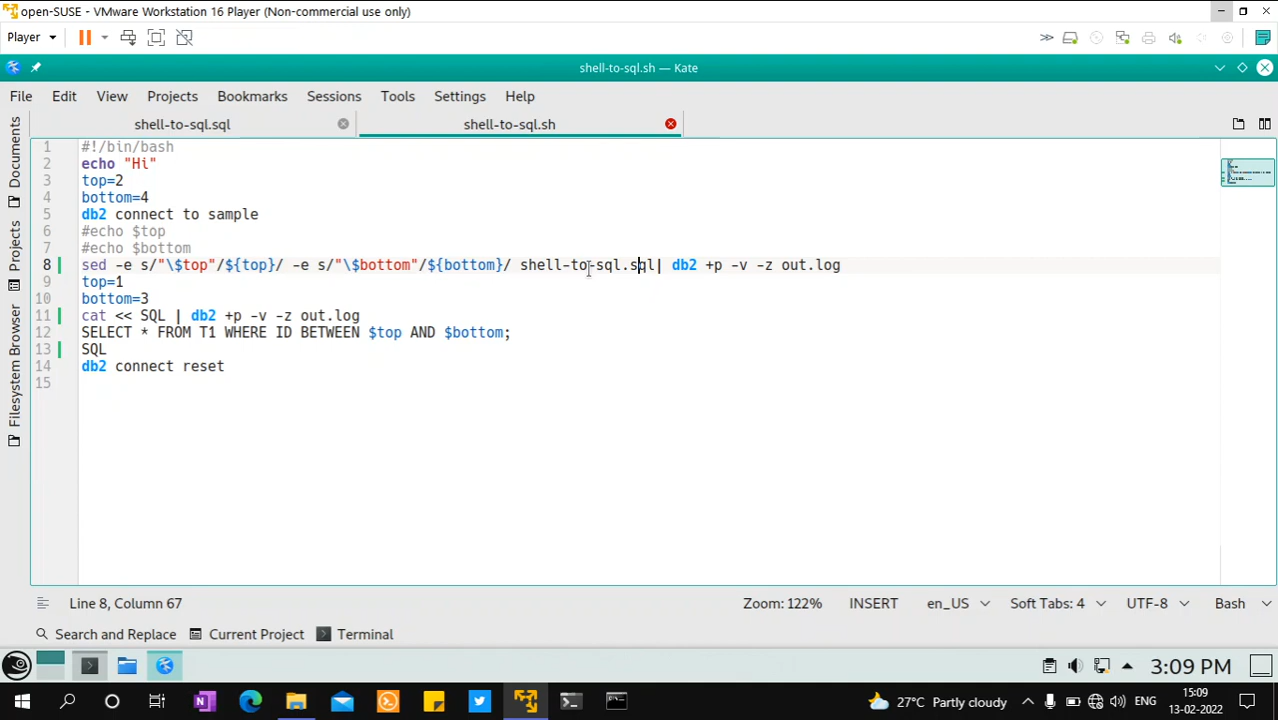 open-SUSE - VMware Workstation 16 Player (Non-commercial use only)
Player
shell-to-sql.sh — Kate
File Edit View Projects Bookmarks Sessions Tools Settings Help
shell-to-sql.sql shell-to-sql.sh
Documents
Projects
Filesystem Browser
1 #!/bin/bash
2 echo "Hi"
3 top=2
4 bottom=4
5 db2 connect to sample
6 #echo $top
7 #echo $bottom
8 sed -e s/"\$top"/${top}/ -e s/"\$bottom"/${bottom}/ shell-to-sql.sql| db2 +p -v -z out.log
9 top=1
10 bottom=3
11 cat << SQL | db2 +p -v -z out.log
12 SELECT * FROM T1 WHERE ID BETWEEN $top AND $bottom;
13 SQL
14 db2 connect reset
15
Line 8, Column 67 Zoom: 122% INSERT en_US Soft Tabs: 4 UTF-8 Bash
Search and Replace Current Project Terminal
3:09 PM
27°C Partly cloudy ENG 15:09
13-02-2022